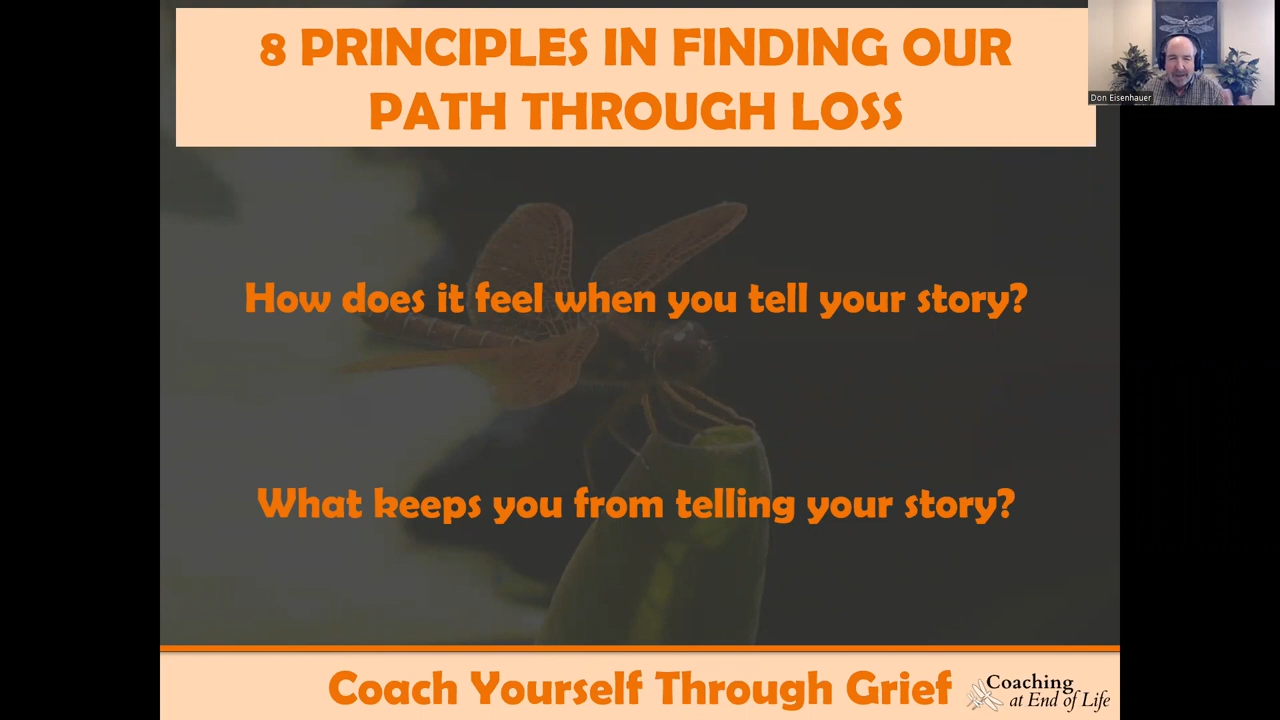 8 PRINCIPLES IN FINDING OUR
PATH THROUGH LOSS
Don Eisenhauer
How does it feel when you tell your story?
What keeps you from telling your story?
Coach Yourself Through Grief
Coaching
at End of Life